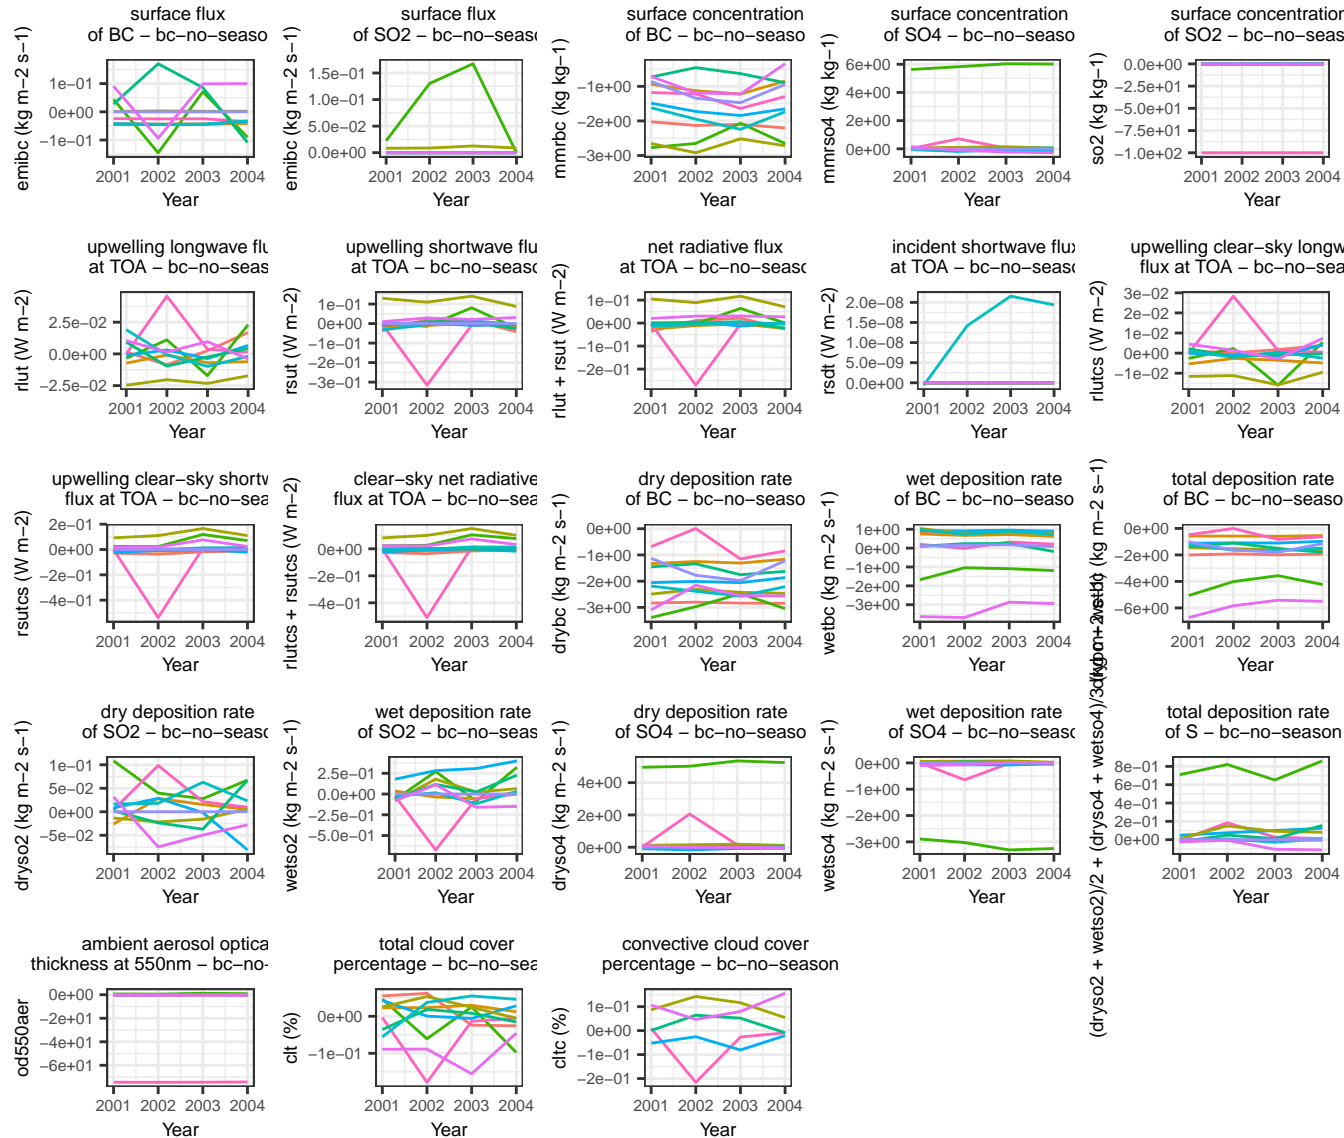 surface flux
of BC − bc−no−seaso
emibc (kg m−2 s−1)
1e−01
0e+00
−1e−01
2001 2002 2003 2004
Year
surface flux
of SO2 − bc−no−seas
emibc (kg m−2 s−1)
1.5e−01
1.0e−01
5.0e−02
0.0e+00
2001 2002 2003 2004
Year
surface concentration
of BC − bc−no−seaso
mmrbc (kg kg−1)
−1e+00
−2e+00
−3e+00
2001 2002 2003 2004
Year
surface concentration
of SO4 − bc−no−seas
mmrso4 (kg kg−1)
6e+00
4e+00
2e+00
0e+00
2001 2002 2003 2004
Year
surface concentration
of SO2 − bc−no−seas
so2 (kg kg−1)
0.0e+00
−2.5e+01
−5.0e+01
−7.5e+01
−1.0e+02
2001 2002 2003 2004
Year
upwelling longwave flu
at TOA − bc−no−seas
rlut (W m−2)
2.5e−02
0.0e+00
−2.5e−02
2001 2002 2003 2004
Year
upwelling shortwave flu
at TOA − bc−no−seas
rsut (W m−2)
1e−01
0e+00
−1e−01
−2e−01
−3e−01
2001 2002 2003 2004
Year
net radiative flux
at TOA − bc−no−seas
rlut + rsut (W m−2)
1e−01
0e+00
−1e−01
−2e−01
2001 2002 2003 2004
Year
incident shortwave flux
at TOA − bc−no−seas
rsdt (W m−2)
2.0e−08
1.5e−08
1.0e−08
5.0e−09
0.0e+00
2001 2002 2003 2004
Year
upwelling clear−sky longw
flux at TOA − bc−no−sea
rlutcs (W m−2)
3e−02
2e−02
1e−02
0e+00
−1e−02
2001 2002 2003 2004
Year
upwelling clear−sky shortw
flux at TOA − bc−no−sea
rsutcs (W m−2)
2e−01
0e+00
−2e−01
−4e−01
2001 2002 2003 2004
Year
clear−sky net radiative
flux at TOA − bc−no−sea
rlutcs + rsutcs (W m−2)
0e+00
−2e−01
−4e−01
2001 2002 2003 2004
Year
dry deposition rate
of BC − bc−no−seaso
drybc (kg m−2 s−1)
0e+00
−1e+00
−2e+00
−3e+00
2001 2002 2003 2004
Year
wet deposition rate
of BC − bc−no−seaso
wetbc (kg m−2 s−1)
1e+00
0e+00
−1e+00
−2e+00
−3e+00
2001 2002 2003 2004
Year
total deposition rate
of BC − bc−no−seaso
0e+00
−2e+00
−4e+00
−6e+00
2001 2002 2003 2004
Year
dry deposition rate
of SO2 − bc−no−seas
dryso2 (kg m−2 s−1)
1e−01
5e−02
0e+00
−5e−02
2001 2002 2003 2004
Year
wet deposition rate
of SO2 − bc−no−seas
wetso2 (kg m−2 s−1)
2.5e−01
0.0e+00
−2.5e−01
−5.0e−01
2001 2002 2003 2004
Year
dry deposition rate
of SO4 − bc−no−seas
dryso4 (kg m−2 s−1)
4e+00
2e+00
0e+00
2001 2002 2003 2004
Year
wet deposition rate
of SO4 − bc−no−seas
wetso4 (kg m−2 s−1)
0e+00
−1e+00
−2e+00
−3e+00
2001 2002 2003 2004
Year
total deposition rate
of S − bc−no−season
(dryso2 + wetso2)/2 + (dryso4 + wetso4)/3 (kg m−2 s−1)
8e−01
6e−01
4e−01
2e−01
0e+00
2001 2002 2003 2004
Year
ambient aerosol optica
thickness at 550nm − bc−no−
od550aer
0e+00
−2e+01
−4e+01
−6e+01
2001 2002 2003 2004
Year
total cloud cover
percentage − bc−no−sea
clt (%)
0e+00
−1e−01
2001 2002 2003 2004
Year
convective cloud cover
percentage − bc−no−season
cltc (%)
1e−01
0e+00
−1e−01
−2e−01
2001 2002 2003 2004
Year